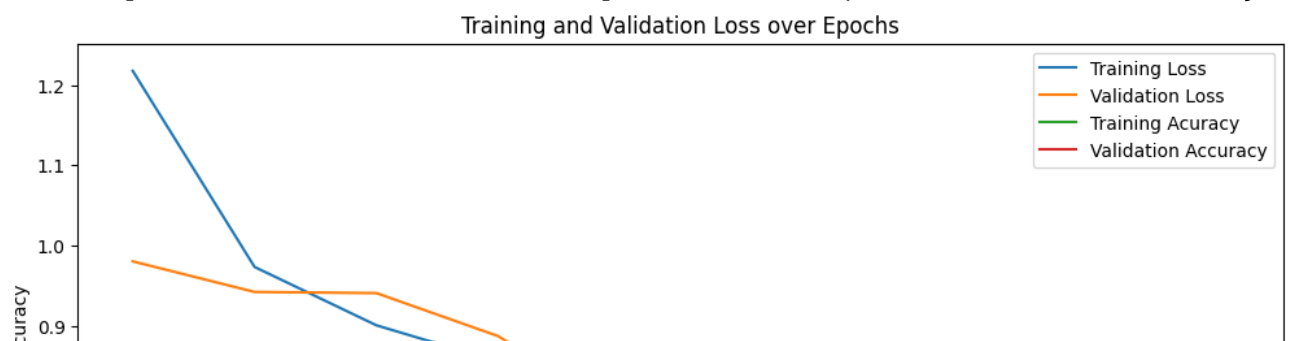 Training and Validation Loss over Epochs
Training Loss
Validation Loss
Training Acuracy
Validation Accuracy
1.2
1.1
1.0
0.9